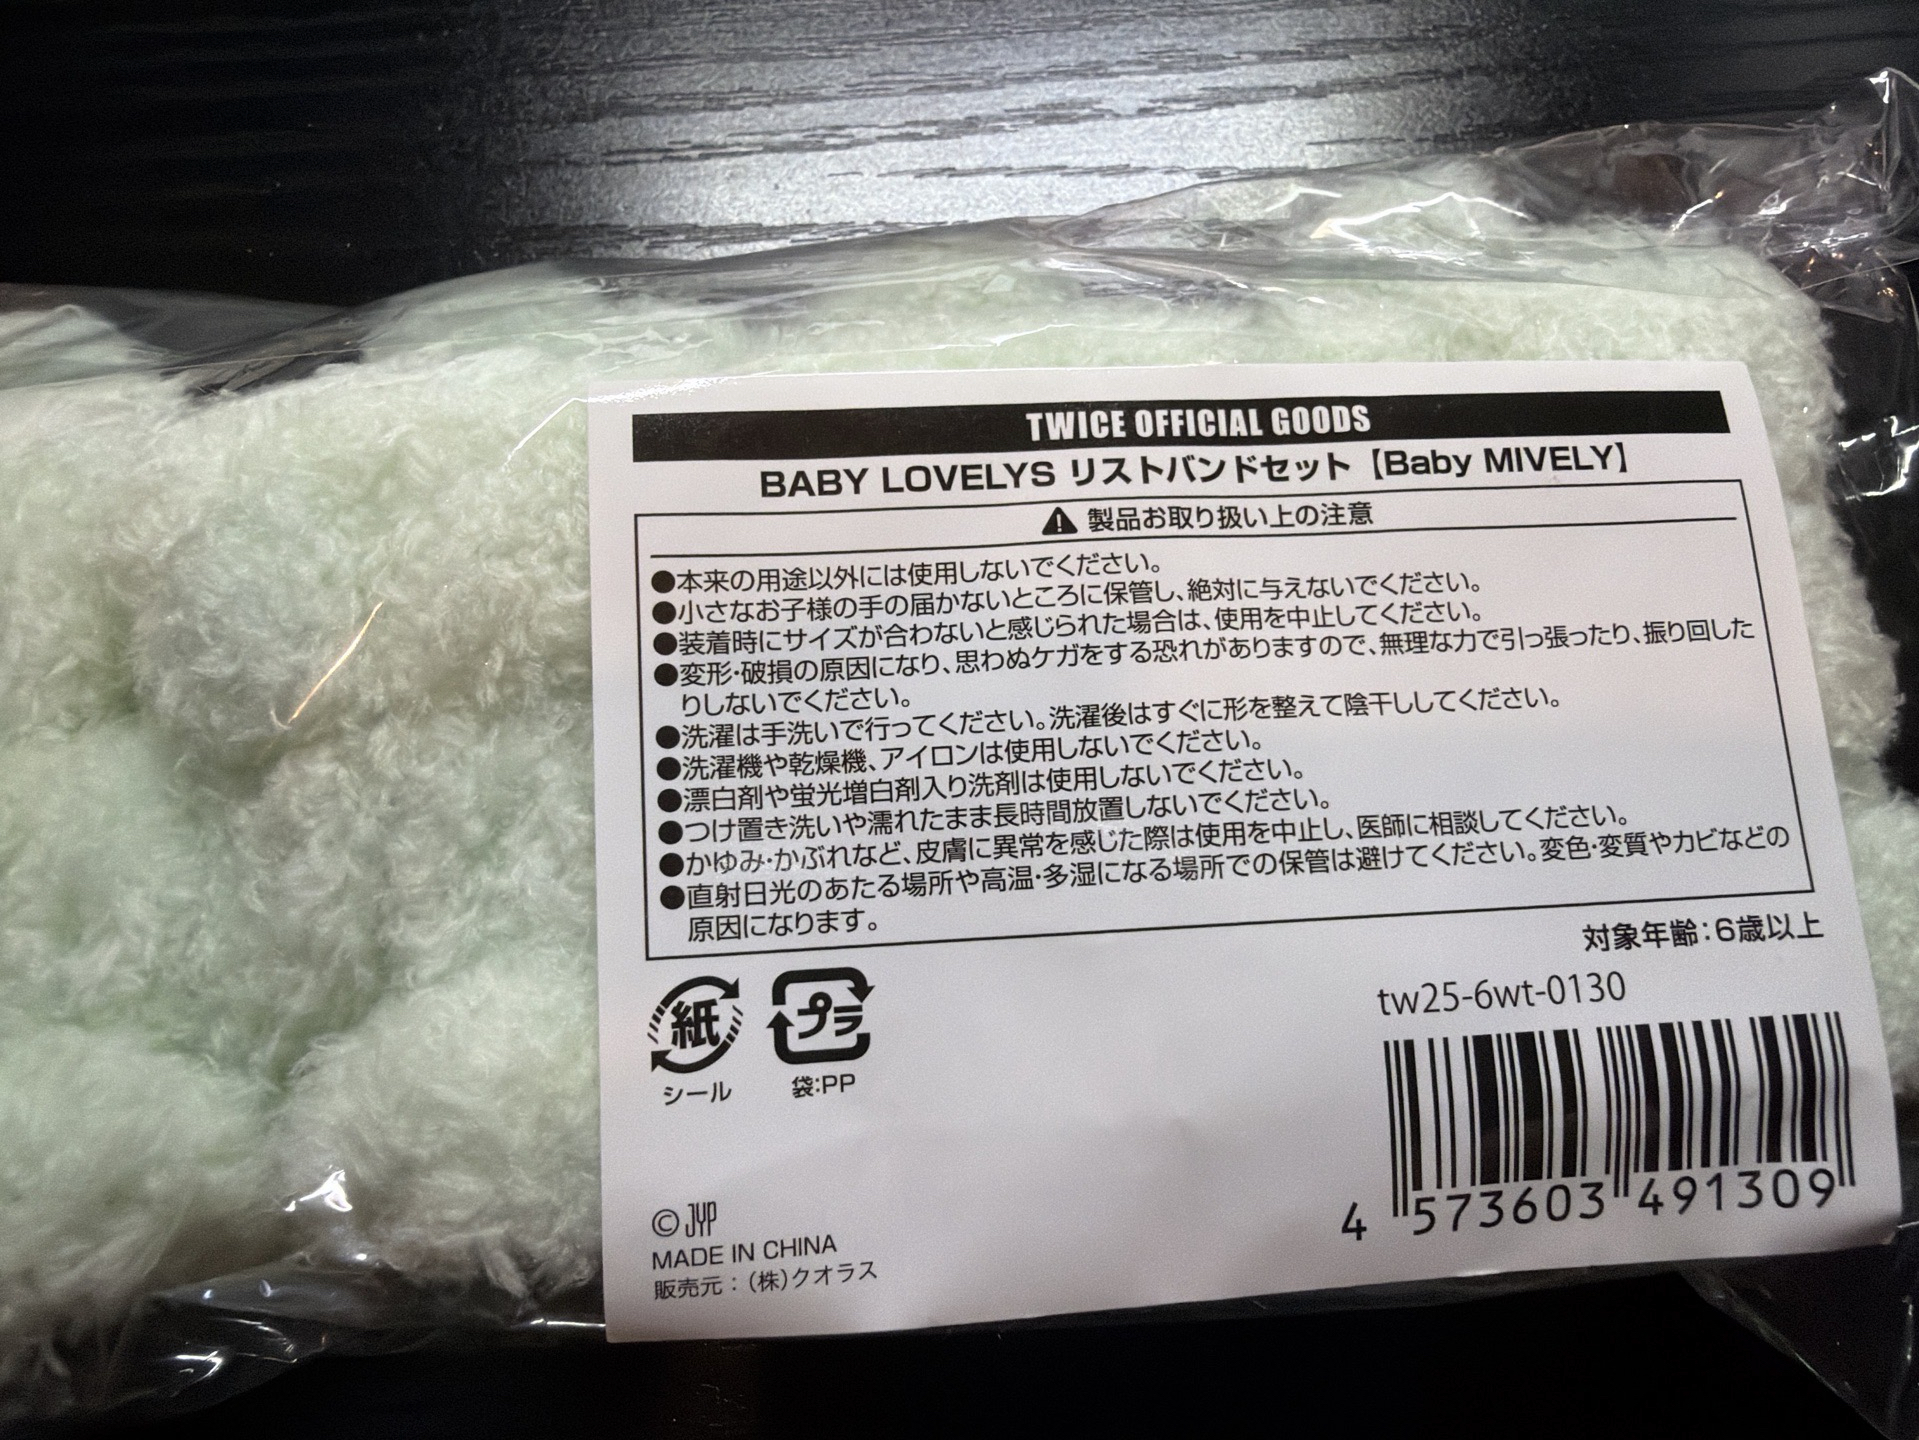 TWICE OFFICIAL GOODS
BABY LOVELYS リストバンドセット【Baby MIVELY】
製品お取り扱い上の注意
●本来の用途以外には使用しないでください。
●小さなお子様の手の届かないところに保管し、絶対に与えないでください。
●装着時にサイズが合わないと感じられた場合は、使用を中止してください。
●変形・破損の原因になり、思わぬケガをする恐れがありますので、無理な力で引っ張ったり、振り回した
りしないでください。
●洗濯は手洗いで行ってください。洗濯後はすぐに形を整えて陰干ししてください。
●洗濯機や乾燥機、アイロンは使用しないでください。
●漂白剤や蛍光増白剤入り洗剤は使用しないでください。
●つけ置き洗いや濡れたまま長時間放置しないでください。
●かゆみ・かぶれなど、皮膚に異常を感じた際は使用を中止し、医師に相談してください。
●直射日光のあたる場所や高温・多湿になる場所での保管は避けてください。変色・変質やカビなどの
原因になります。
対象年齢：6歳以上
紙
シール
プラ
袋：PP
tw25-6wt-0130
4 573603 491309
© JYP
MADE IN CHINA
販売元：（株）クオラス